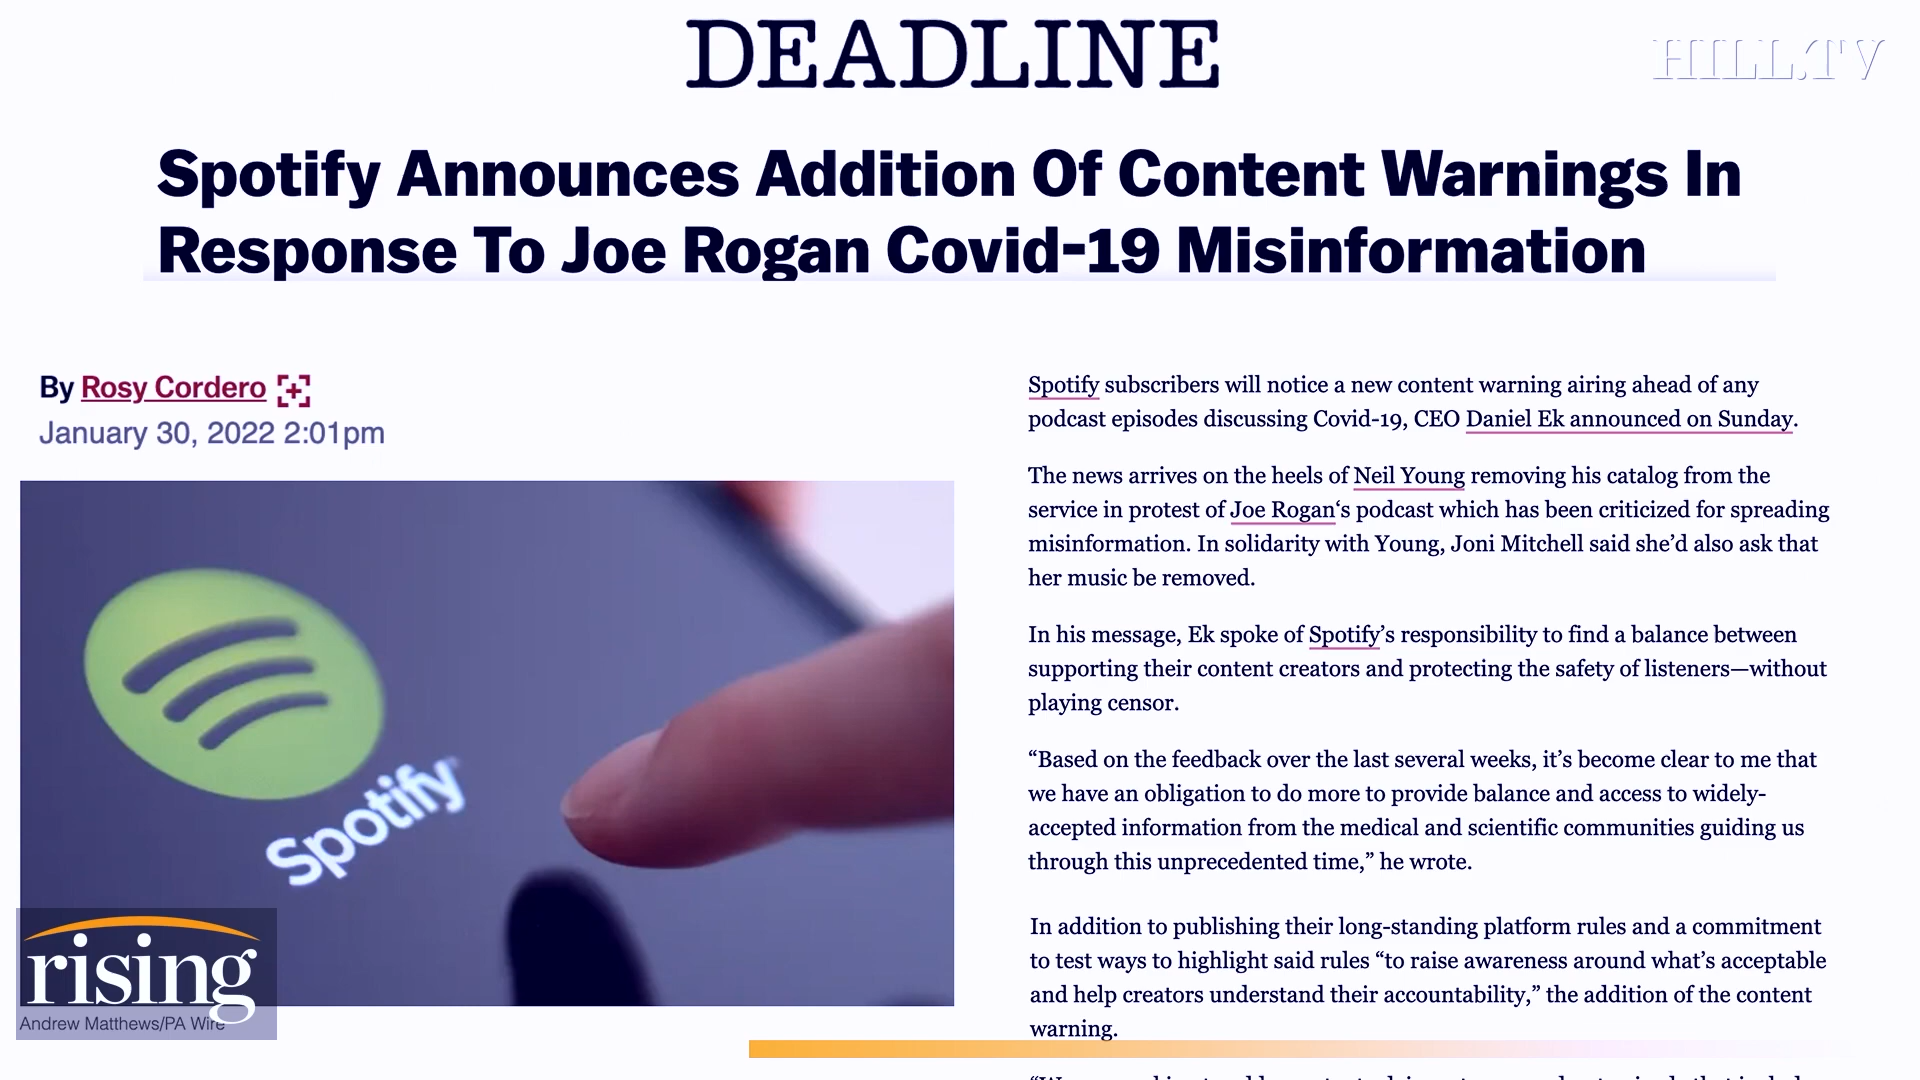 DEADLINE
HILL.TV
Spotify Announces Addition Of Content Warnings In
Response To Joe Rogan Covid-19 Misinformation
By Rosy Cordero
January 30, 2022 2:01pm
Spotify
rising
Andrew Matthews/PA Wire
Spotify subscribers will notice a new content warning airing ahead of any
podcast episodes discussing Covid-19, CEO Daniel Ek announced on Sunday.
The news arrives on the heels of Neil Young removing his catalog from the
service in protest of Joe Rogan‘s podcast which has been criticized for spreading
misinformation. In solidarity with Young, Joni Mitchell said she’d also ask that
her music be removed.
In his message, Ek spoke of Spotify’s responsibility to find a balance between
supporting their content creators and protecting the safety of listeners—without
playing censor.
“Based on the feedback over the last several weeks, it’s become clear to me that
we have an obligation to do more to provide balance and access to widely-
accepted information from the medical and scientific communities guiding us
through this unprecedented time,” he wrote.
In addition to publishing their long-standing platform rules and a commitment
to test ways to highlight said rules “to raise awareness around what’s acceptable
and help creators understand their accountability,” the addition of the content
warning.